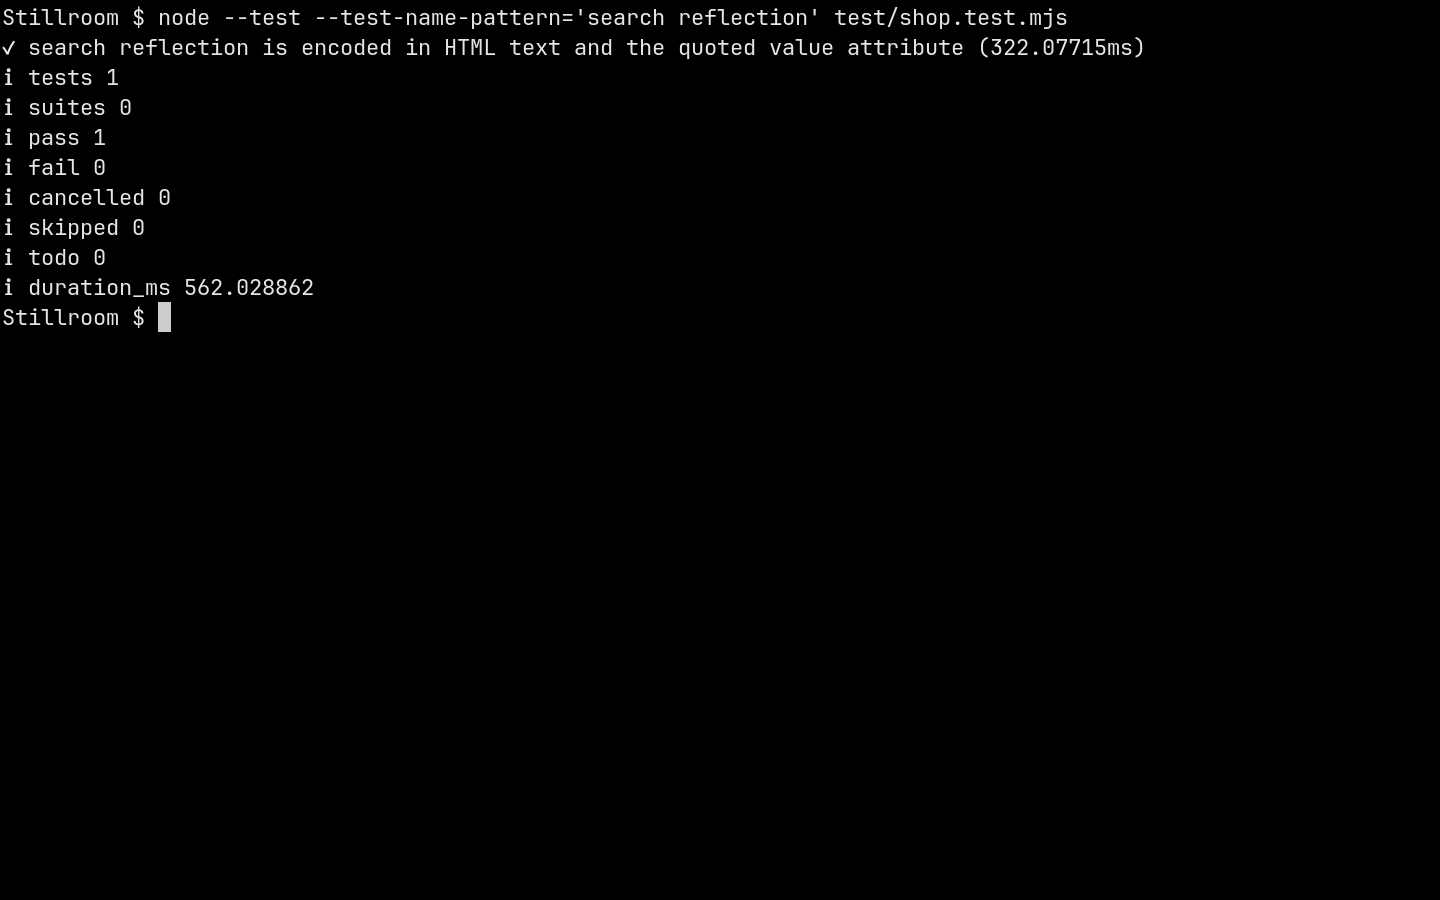 Stillroom $ node --test --test-name-pattern='search reflection' test/shop.test.mjs
✓ search reflection is encoded in HTML text and the quoted value attribute (322.07715ms)
ℹ tests 1
ℹ suites 0
ℹ pass 1
ℹ fail 0
ℹ cancelled 0
ℹ skipped 0
ℹ todo 0
ℹ duration_ms 562.028862
Stillroom $